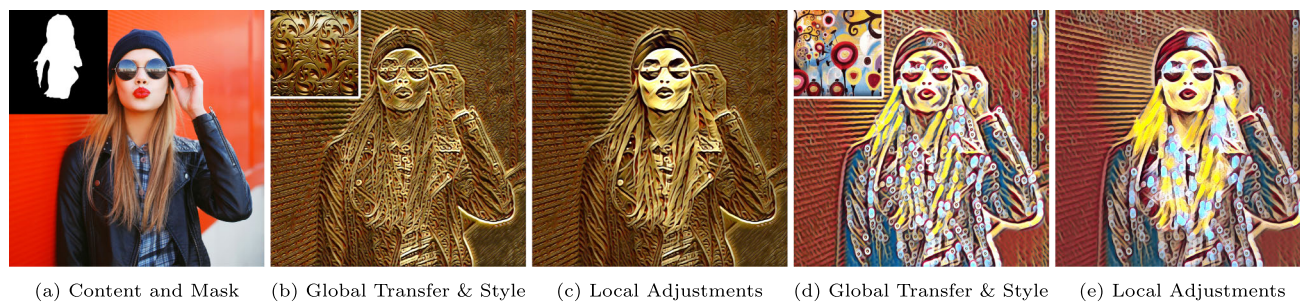 (a) Content and Mask
(b) Global Transfer & Style
(c) Local Adjustments
(d) Global Transfer & Style
(e) Local Adjustments